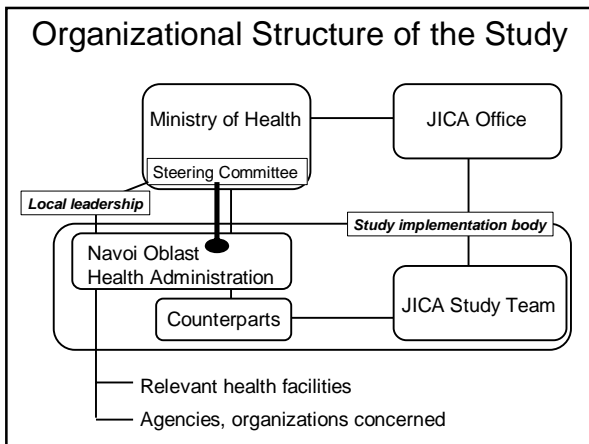 Organizational Structure of the Study
Ministry of Health
JICA Office
Steering Committee
Local leadership
Study implementation body
Navoi Oblast
Health Administration
JICA Study Team
Counterparts
Relevant health facilities
Agencies, organizations concerned